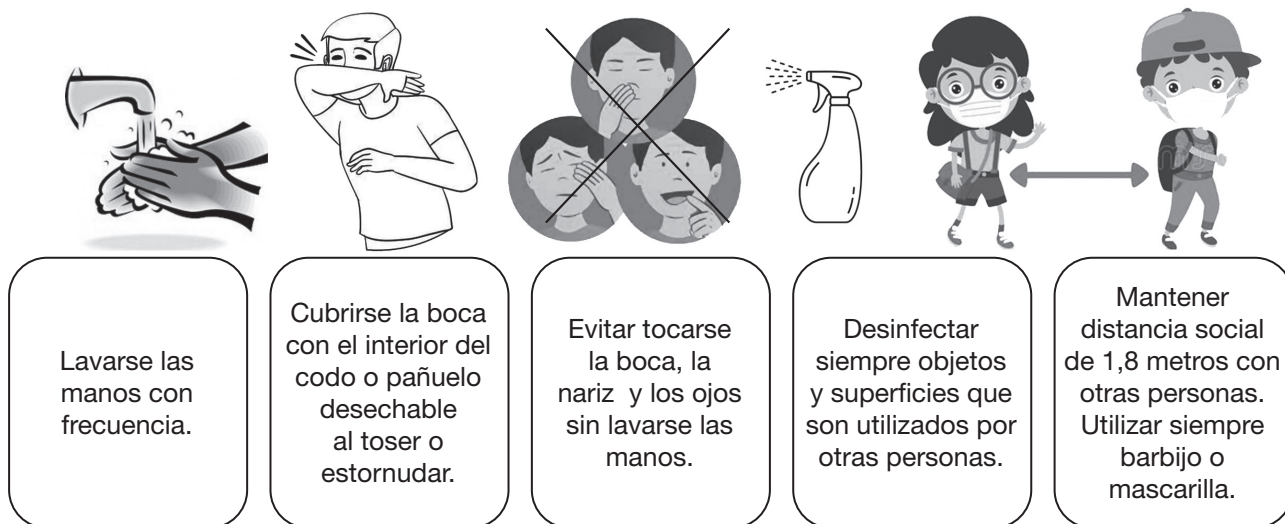 Lavarse las
manos con
frecuencia.
Cubrirse la boca
con el interior del
codo o pañuelo
desechable
al toser o
estornudar.
Evitar tocarse
la boca, la
nariz y los ojos
sin lavarse las
manos.
Desinfectar
siempre objetos
y superficies que
son utilizados por
otras personas.
Mantener
distancia social
de 1,8 metros con
otras personas.
Utilizar siempre
barbijo o
mascarilla.